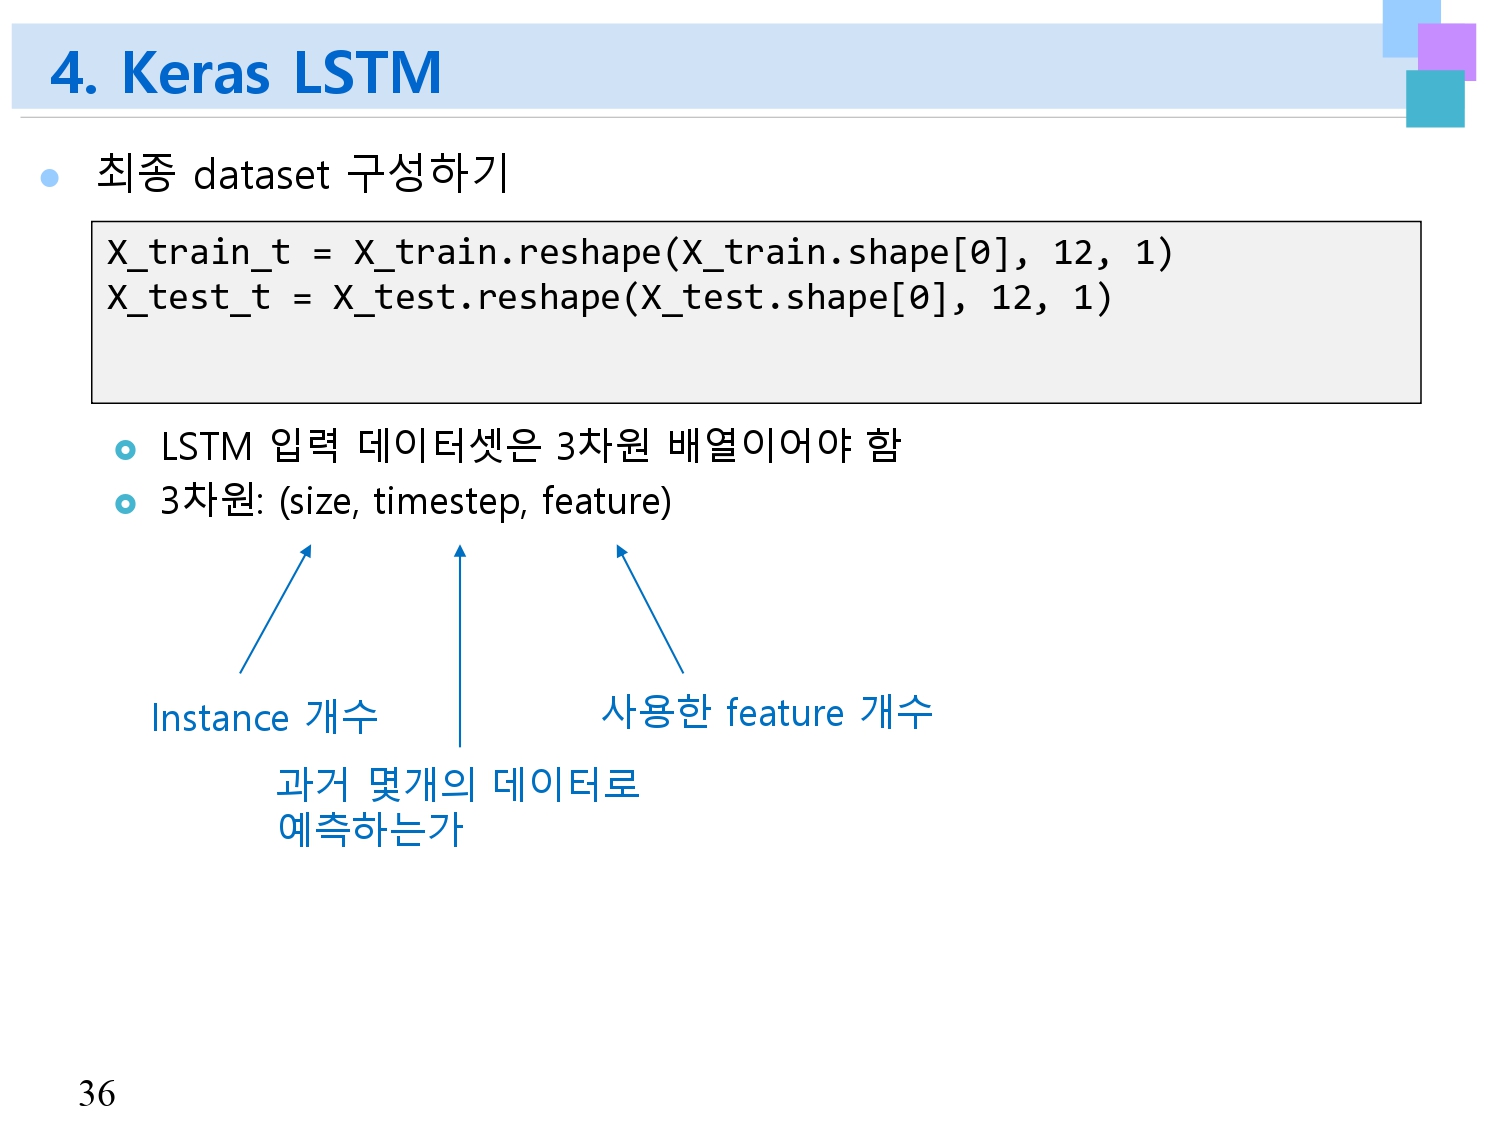 4. Keras LSTM
최종 dataset 구성하기
X_train_t = X_train.reshape(X_train.shape[0], 12, 1)
X_test_t = X_test.reshape(X_test.shape[0], 12, 1)
LSTM 입력 데이터셋은 3차원 배열이어야 함
3차원: (size, timestep, feature)
Instance 개수
사용한 feature 개수
과거 몇개의 데이터로
예측하는가
36